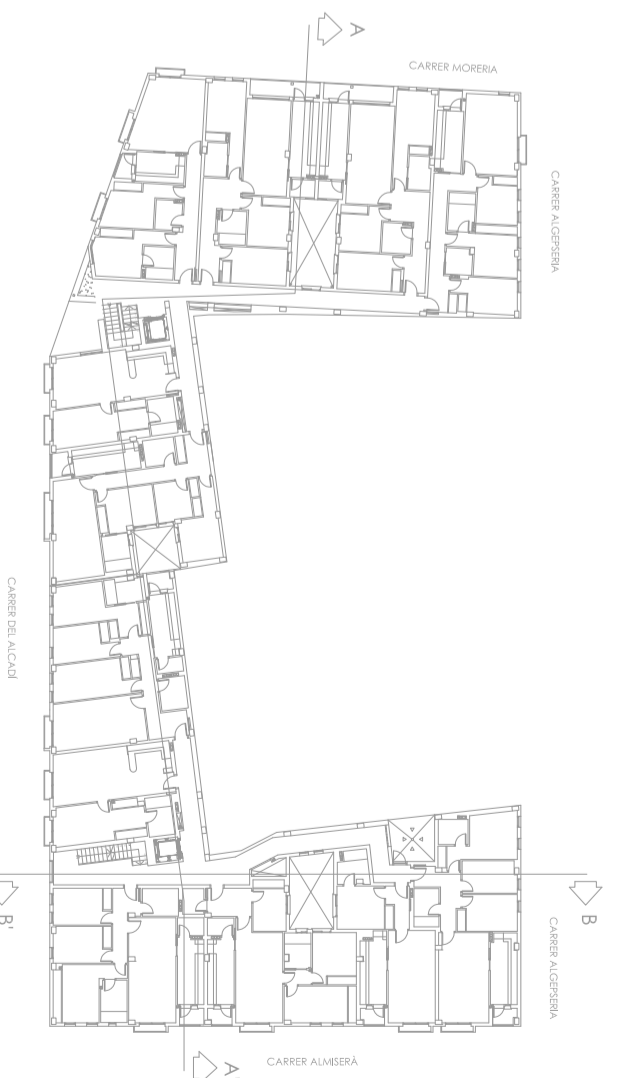 A
CARRER MORERIA
CARRER ALGEPSERIA
CARRER DEL ALCADÍ
B'
B
CARRER ALGEPSERIA
A
CARRER ALMISERÀ